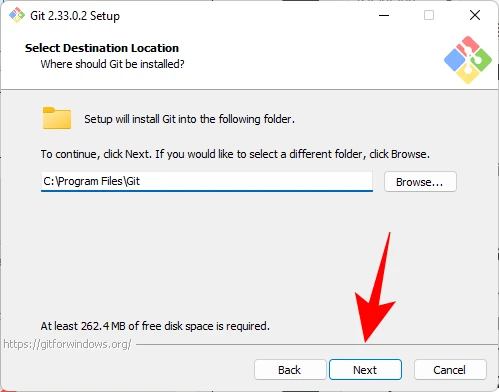 Git 2.33.0.2 Setup
Select Destination Location
Where should Git be installed?
Setup will install Git into the following folder.
To continue, click Next. If you would like to select a different folder, click Browse.
C:\Program Files\Git
Browse...
At least 262.4 MB of free disk space is required.
https://gitforwindows.org/
Back
Next
Cancel